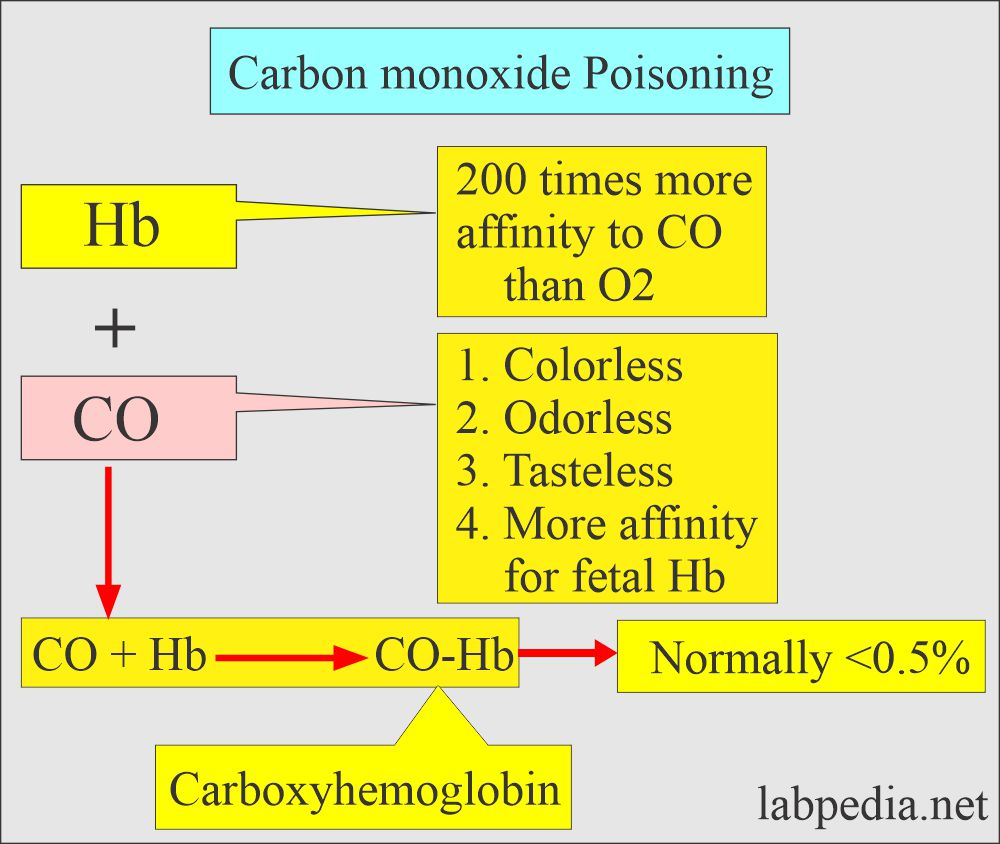 Carbon monoxide Poisoning
Hb
200 times more
affinity to CO
than O2
+
CO
1. Colorless
2. Odorless
3. Tasteless
4. More affinity
for fetal Hb
CO + Hb CO-Hb
Normally <0.5%
Carboxyhemoglobin
labpedia.net